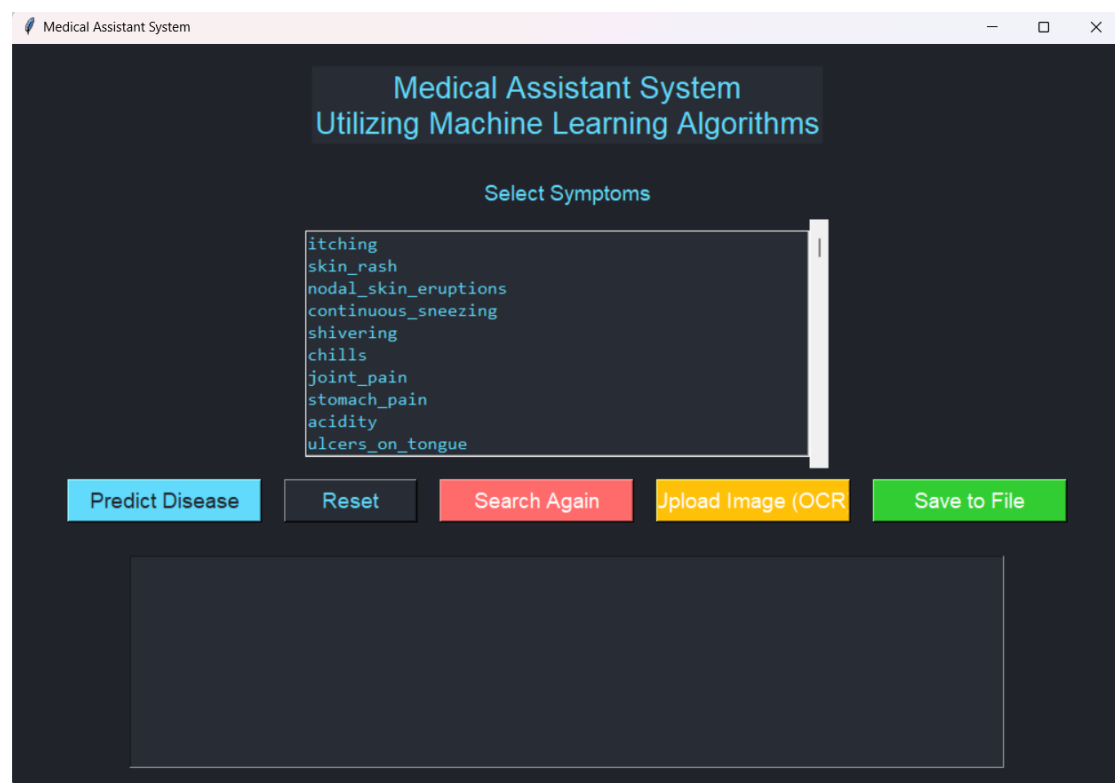 Medical Assistant System
Medical Assistant System
Utilizing Machine Learning Algorithms
Select Symptoms
itching
skin_rash
nodal_skin_eruptions
continuous_sneezing
shivering
chills
joint_pain
stomach_pain
acidity
ulcers_on_tongue
Predict Disease Reset Search Again Upload Image (OCR Save to File